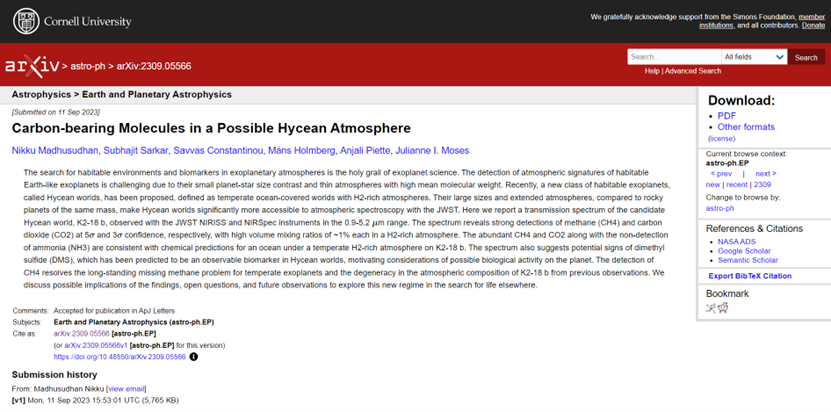 Cornell University
We gratefully acknowledge support from the Simons Foundation, member
institutions, and all contributors. Donate
arXiv > astro-ph > arXiv:2309.05566
Search...
All fields
Search
Help | Advanced Search
Astrophysics > Earth and Planetary Astrophysics
[Submitted on 11 Sep 2023]
Carbon-bearing Molecules in a Possible Hycean Atmosphere
Nikku Madhusudhan, Subhajit Sarkar, Savvas Constantinou, Måns Holmberg, Anjali Piette, Julianne I. Moses
The search for habitable environments and biomarkers in exoplanetary atmospheres is the holy grail of exoplanet science. The detection of atmospheric signatures of habitable
Earth-like exoplanets is challenging due to their small planet-star size contrast and thin atmospheres with high mean molecular weight. Recently, a new class of habitable exoplanets,
called Hycean worlds, has been proposed, defined as temperate ocean-covered worlds with H2-rich atmospheres. Their large sizes and extended atmospheres, compared to rocky
planets of the same mass, make Hycean worlds significantly more accessible to atmospheric spectroscopy with the JWST. Here we report a transmission spectrum of the candidate
Hycean world, K2-18 b, observed with the JWST NIRISS and NIRSpec instruments in the 0.9-5.2 μm range. The spectrum reveals strong detections of methane (CH4) and carbon
dioxide (CO2) at 5σ and 3σ confidence, respectively, with high volume mixing ratios of ~1% each in a H2-rich atmosphere. The abundant CH4 and CO2 along with the non-detection
of ammonia (NH3) are consistent with chemical predictions for an ocean under a temperate H2-rich atmosphere on K2-18 b. The spectrum also suggests potential signs of dimethyl
sulfide (DMS), which has been predicted to be an observable biomarker in Hycean worlds, motivating considerations of possible biological activity on the planet. The detection of
CH4 resolves the long-standing missing methane problem for temperate exoplanets and the degeneracy in the atmospheric composition of K2-18 b from previous observations. We
discuss possible implications of the findings, open questions, and future observations to explore this new regime in the search for life elsewhere.
Comments: Accepted for publication in ApJ Letters
Subjects: Earth and Planetary Astrophysics (astro-ph.EP)
Cite as: arXiv:2309.05566 [astro-ph.EP]
(or arXiv:2309.05566v1 [astro-ph.EP] for this version)
https://doi.org/10.48550/arXiv.2309.05566
Submission history
From: Madhusudhan Nikku [view email]
[v1] Mon, 11 Sep 2023 15:53:01 UTC (5,765 KB)
Download:
PDF
Other formats
(license)
Current browse context:
astro-ph.EP
< prev | next >
new | recent | 2309
Change to browse by:
astro-ph
References & Citations
NASA ADS
Google Scholar
Semantic Scholar
Export BibTeX Citation
Bookmark